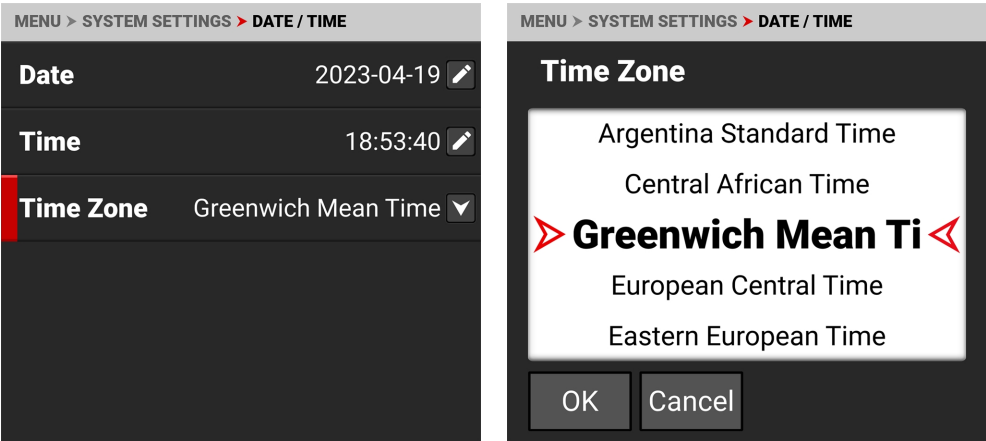 MENU > SYSTEM SETTINGS > DATE / TIME
Date 2023-04-19
Time 18:53:40
Time Zone Greenwich Mean Time
MENU > SYSTEM SETTINGS > DATE / TIME
Time Zone
Argentina Standard Time
Central African Time
Greenwich Mean Ti
European Central Time
Eastern European Time
OK Cancel